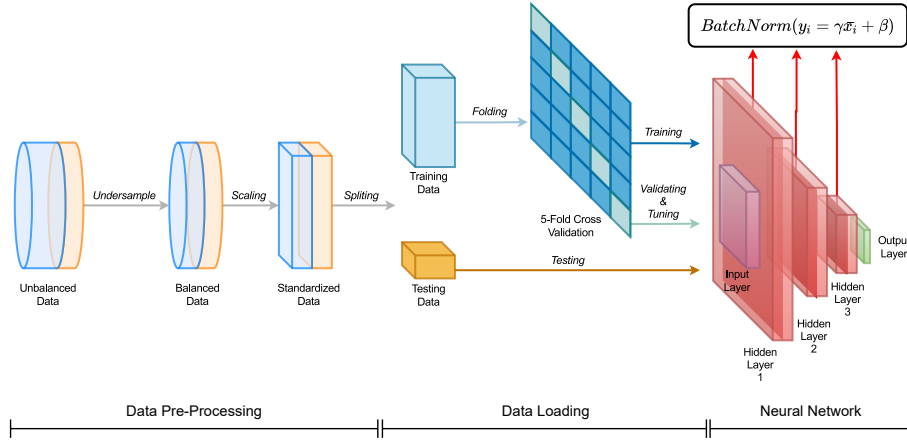 BatchNorm(y_i = γx̄_i + β)
Folding
Training
Undersample
Scaling
Spliting
Training
Data
Validating
&
Tuning
5-Fold Cross
Validation
Testing
Unbalanced
Data
Balanced
Data
Standardized
Data
Testing
Data
Input
Layer
Output
Layer
Hidden
Layer
3
Hidden
Layer
2
Hidden
Layer
1
Data Pre-Processing
Data Loading
Neural Network